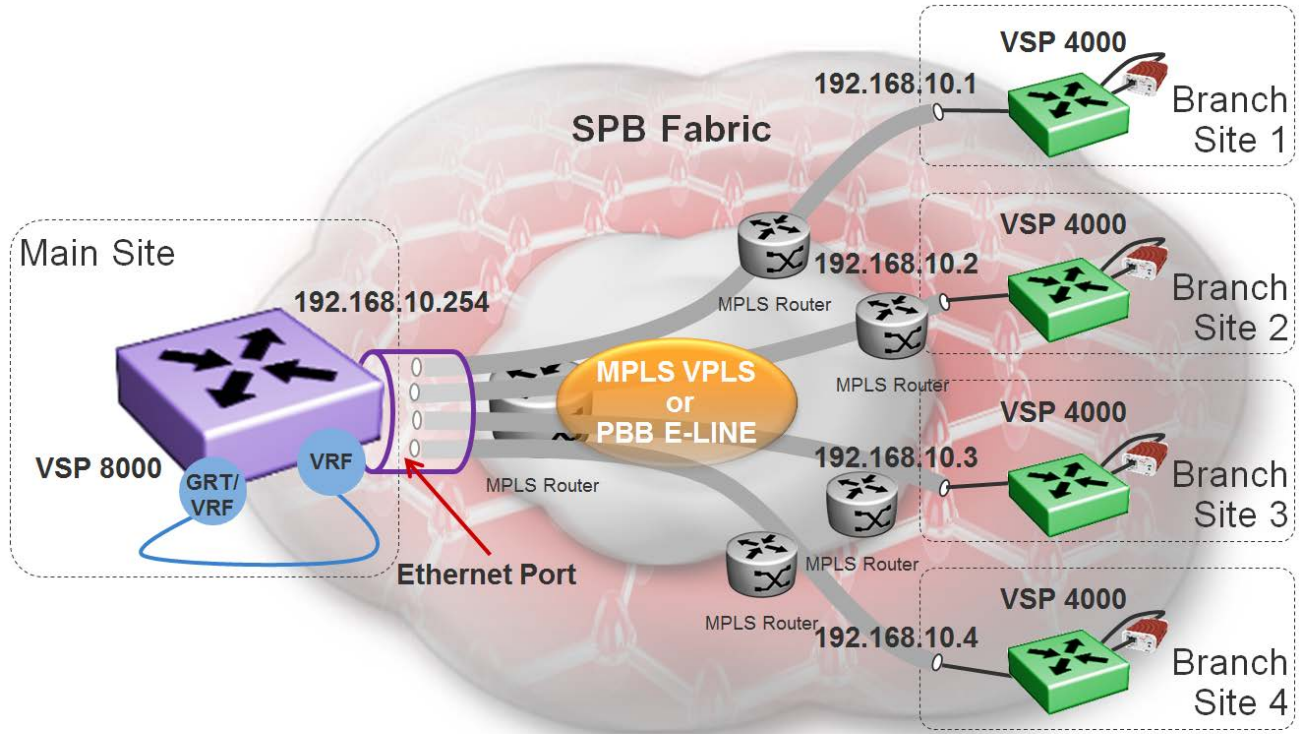 VSP 4000
192.168.10.1
Branch
Site 1
SPB Fabric
VSP 4000
Main Site
192.168.10.2
Branch
Site 2
MPLS Router
192.168.10.254
MPLS VPLS
or
PBB E-LINE
MPLS Router
VSP 4000
VSP 8000
GRT/
VRF
VRF
MPLS Router
192.168.10.3
Branch
Site 3
Ethernet Port
MPLS Router
MPLS Router
VSP 4000
192.168.10.4
Branch
Site 4